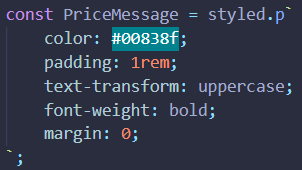 const PriceMessage = styled.p`
    color: #00838f;
    padding: 1rem;
    text-transform: uppercase;
    font-weight: bold;
    margin: 0;
`;